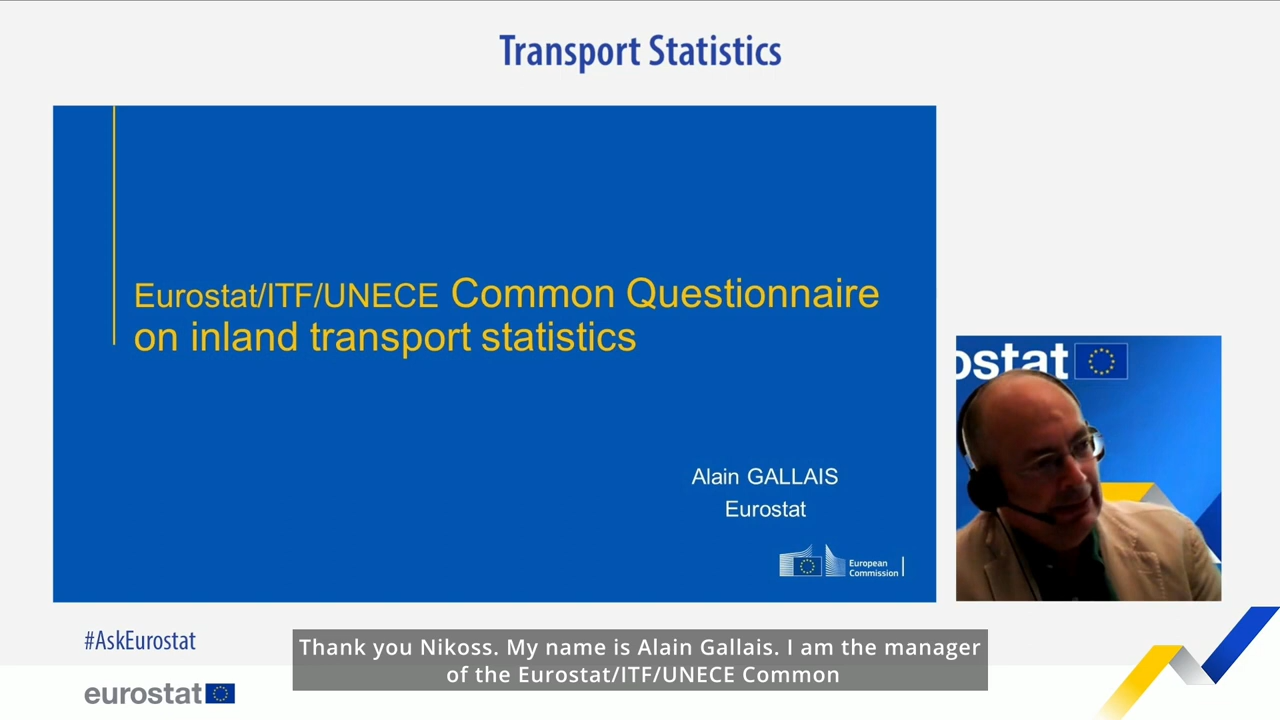 Transport Statistics
Eurostat/ITF/UNECE Common Questionnaire
on inland transport statistics
Alain GALLAIS
Eurostat
European
Commission
ostat
#AskEurostat
Thank you Nikoss. My name is Alain Gallais. I am the manager
of the Eurostat/ITF/UNECE Common
eurostat